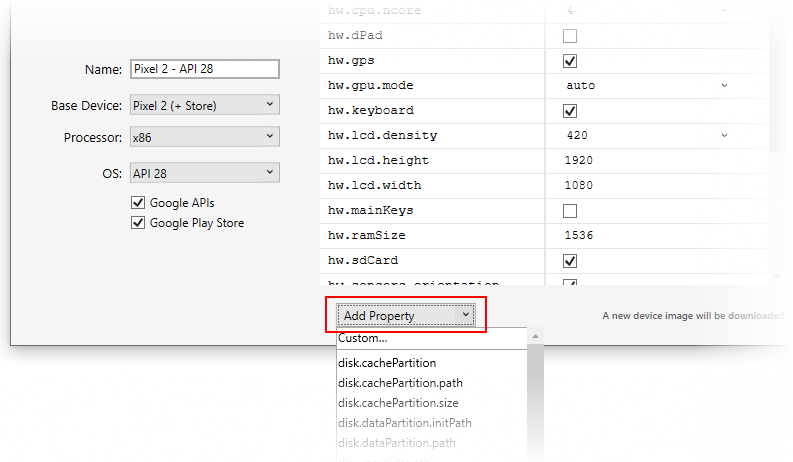 hw.cpu.ncore 4
hw.dPad
Name: Pixel 2 - API 28
hw.gps
hw.gpu.mode auto
Base Device: Pixel 2 (+ Store)
hw.keyboard
Processor: x86
hw.lcd.density 420
hw.lcd.height 1920
OS: API 28
hw.lcd.width 1080
Google APIs
hw.mainKeys
Google Play Store
hw.ramSize 1536
hw.sdCard
hw.sensors.orientation
Add Property
A new device image will be downloaded
Custom...
disk.cachePartition
disk.cachePartition.path
disk.cachePartition.size
disk.dataPartition.initPath
disk.dataPartition.path